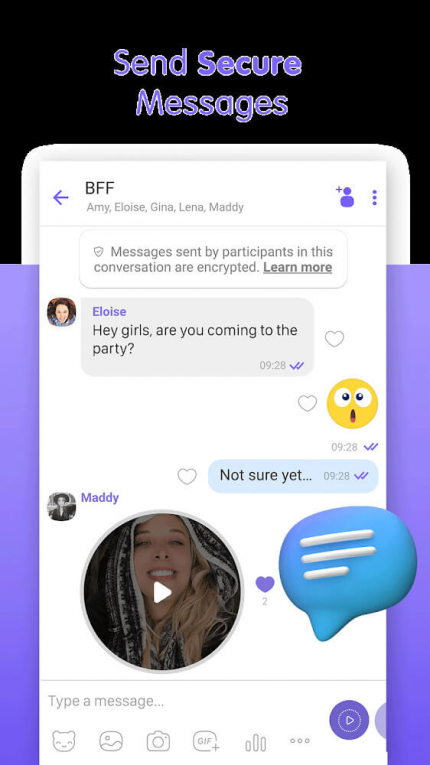 Send Secure
Messages
BFF
Amy, Eloise, Gina, Lena, Maddy
Messages sent by participants in this
conversation are encrypted. Learn more
Eloise
Hey girls, are you coming to the
party?
09:28
09:28
Not sure yet... 09:28
Maddy
2
Type a message...
GIF+